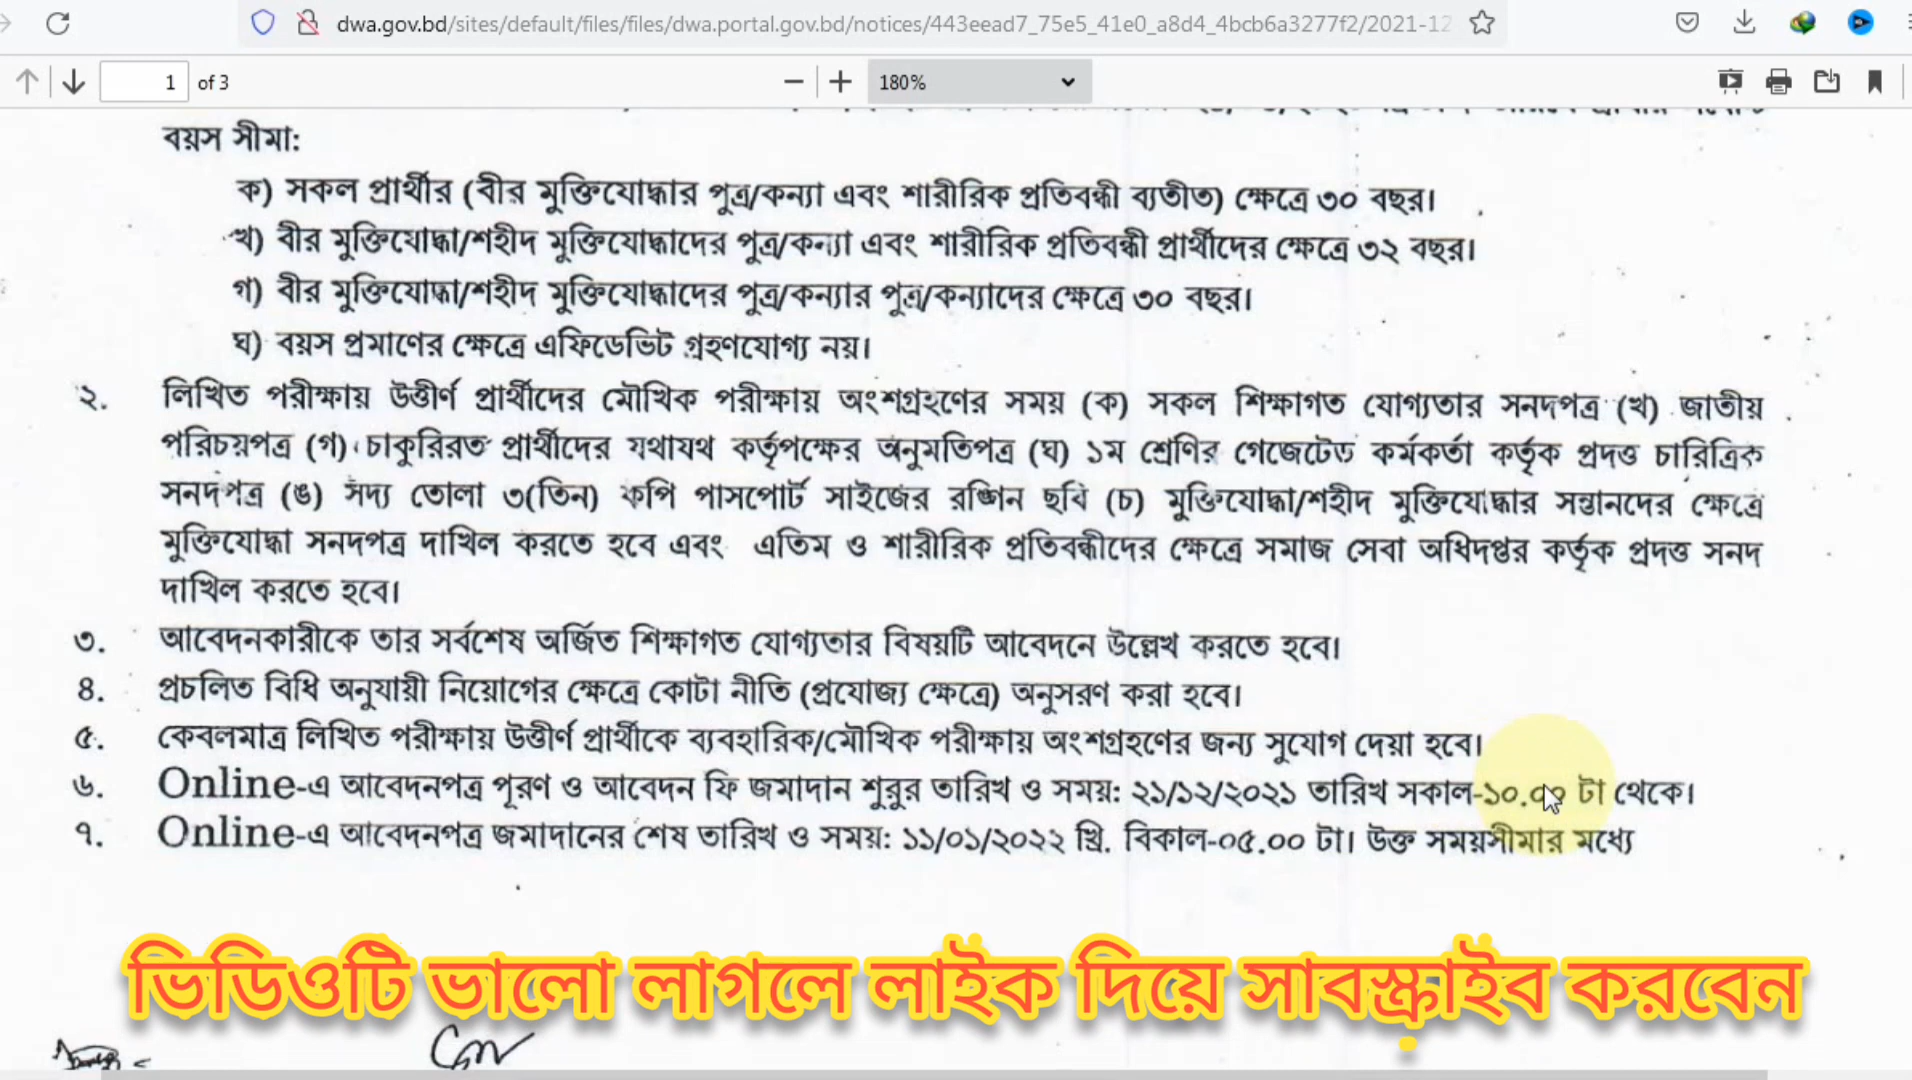 dwa.gov.bd/sites/default/files/files/dwa.portal.gov.bd/notices/443eead7_75e5_41e0_a8d4_4bcb6a3277f2/2021-12
1 of 3
180%
বয়স সীমা:
ক) সকল প্রার্থীর (বীর মুক্তিযোদ্ধার পুত্র/কন্যা এবং শারীরিক প্রতিবন্ধী ব্যতীত) ক্ষেত্রে ৩০ বছর।
খ) বীর মুক্তিযোদ্ধা/শহীদ মুক্তিযোদ্ধাদের পুত্র/কন্যা এবং শারীরিক প্রতিবন্ধী প্রার্থীদের ক্ষেত্রে ৩২ বছর।
গ) বীর মুক্তিযোদ্ধা/শহীদ মুক্তিযোদ্ধাদের পুত্র/কন্যার পুত্র/কন্যাদের ক্ষেত্রে ৩০ বছর।
ঘ) বয়স প্রমাণের ক্ষেত্রে এফিডেভিট গ্রহণযোগ্য নয়।
২. লিখিত পরীক্ষায় উত্তীর্ণ প্রার্থীদের মৌখিক পরীক্ষায় অংশগ্রহণের সময় (ক) সকল শিক্ষাগত যোগ্যতার সনদপত্র (খ) জাতীয়
পরিচয়পত্র (গ) চাকুরিরত প্রার্থীদের যথাযথ কর্তৃপক্ষের অনুমতিপত্র (ঘ) ১ম শ্রেণির গেজেটেড কর্মকর্তা কর্তৃক প্রদত্ত চারিত্রিক
সনদপত্র (ঙ) সদ্য তোলা ৩(তিন) কপি পাসপোর্ট সাইজের রঙ্গিন ছবি (চ) মুক্তিযোদ্ধা/শহীদ মুক্তিযোদ্ধার সন্তানদের ক্ষেত্রে
মুক্তিযোদ্ধা সনদপত্র দাখিল করতে হবে এবং এতিম ও শারীরিক প্রতিবন্ধীদের ক্ষেত্রে সমাজ সেবা অধিদপ্তর কর্তৃক প্রদত্ত সনদ
দাখিল করতে হবে।
৩. আবেদনকারীকে তার সর্বশেষ অর্জিত শিক্ষাগত যোগ্যতার বিষয়টি আবেদনে উল্লেখ করতে হবে।
৪. প্রচলিত বিধি অনুযায়ী নিয়োগের ক্ষেত্রে কোটা নীতি (প্রযোজ্য ক্ষেত্রে) অনুসরণ করা হবে।
৫. কেবলমাত্র লিখিত পরীক্ষায় উত্তীর্ণ প্রার্থীকে ব্যবহারিক/মৌখিক পরীক্ষায় অংশগ্রহণের জন্য সুযোগ দেয়া হবে।
৬. Online-এ আবেদনপত্র পূরণ ও আবেদন ফি জমাদান শুরুর তারিখ ও সময়: ২১/১২/২০২১ তারিখ সকাল-১০.০০ টা থেকে।
৭. Online-এ আবেদনপত্র জমাদানের শেষ তারিখ ও সময়: ১১/০১/২০২২ খ্রি. বিকাল-০৫.০০ টা। উক্ত সময়সীমার মধ্যে
ভিডিওটি ভালো লাগলে লাইক দিয়ে সাবস্ক্রাইব করবেন